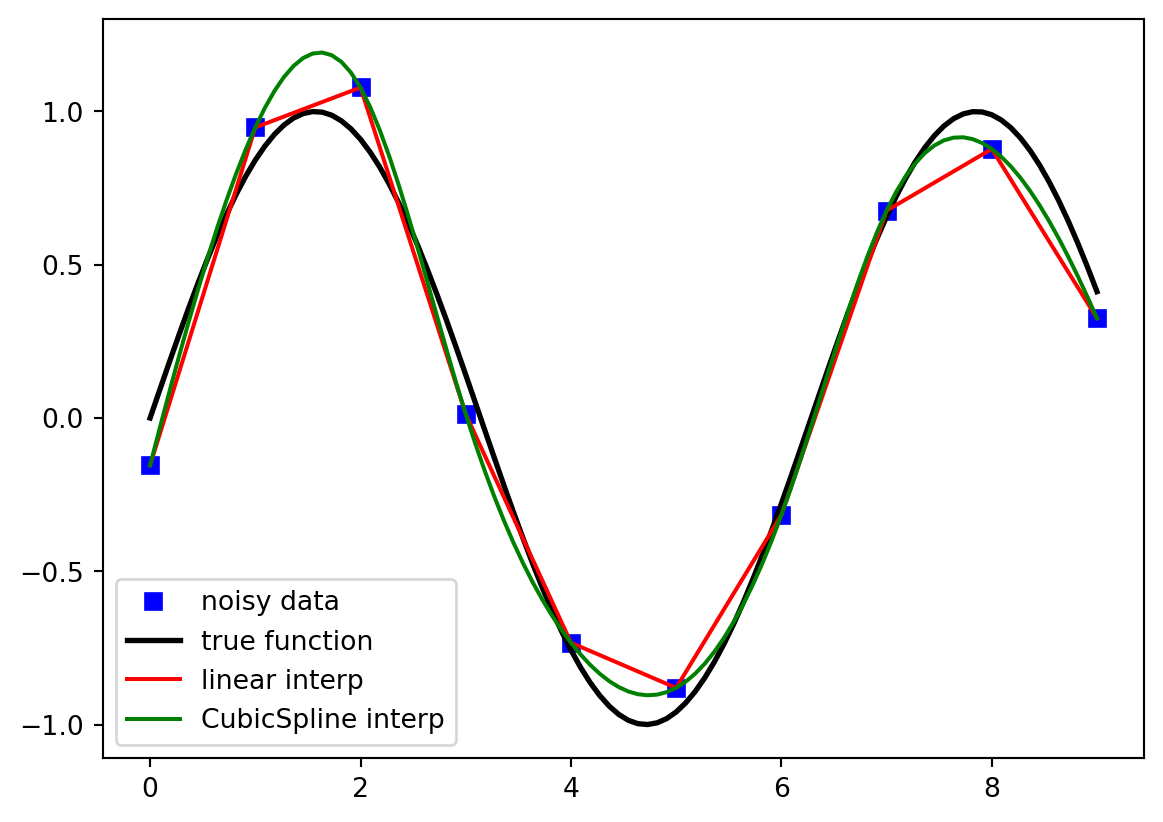 1.0
0.5
0.0
−0.5
−1.0
noisy data
true function
linear interp
CubicSpline interp
0 2 4 6 8